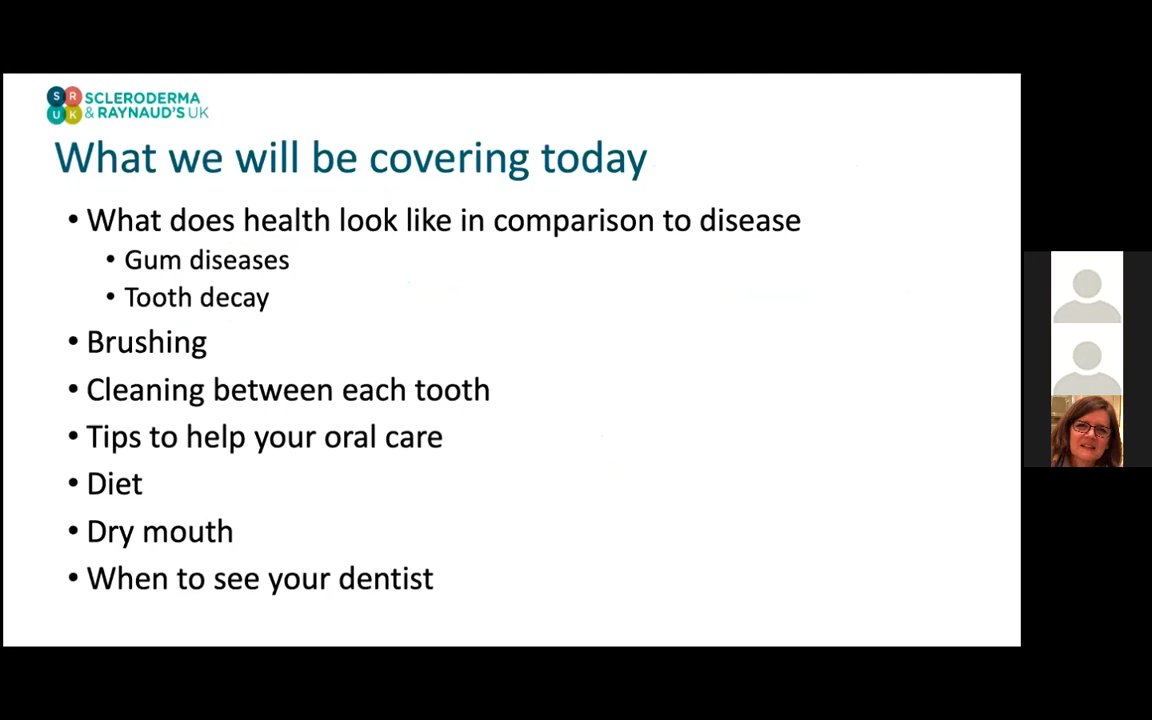 S R
U K
SCLERODERMA
& RAYNAUD'S UK
What we will be covering today
• What does health look like in comparison to disease
• Gum diseases
• Tooth decay
• Brushing
• Cleaning between each tooth
• Tips to help your oral care
• Diet
• Dry mouth
• When to see your dentist